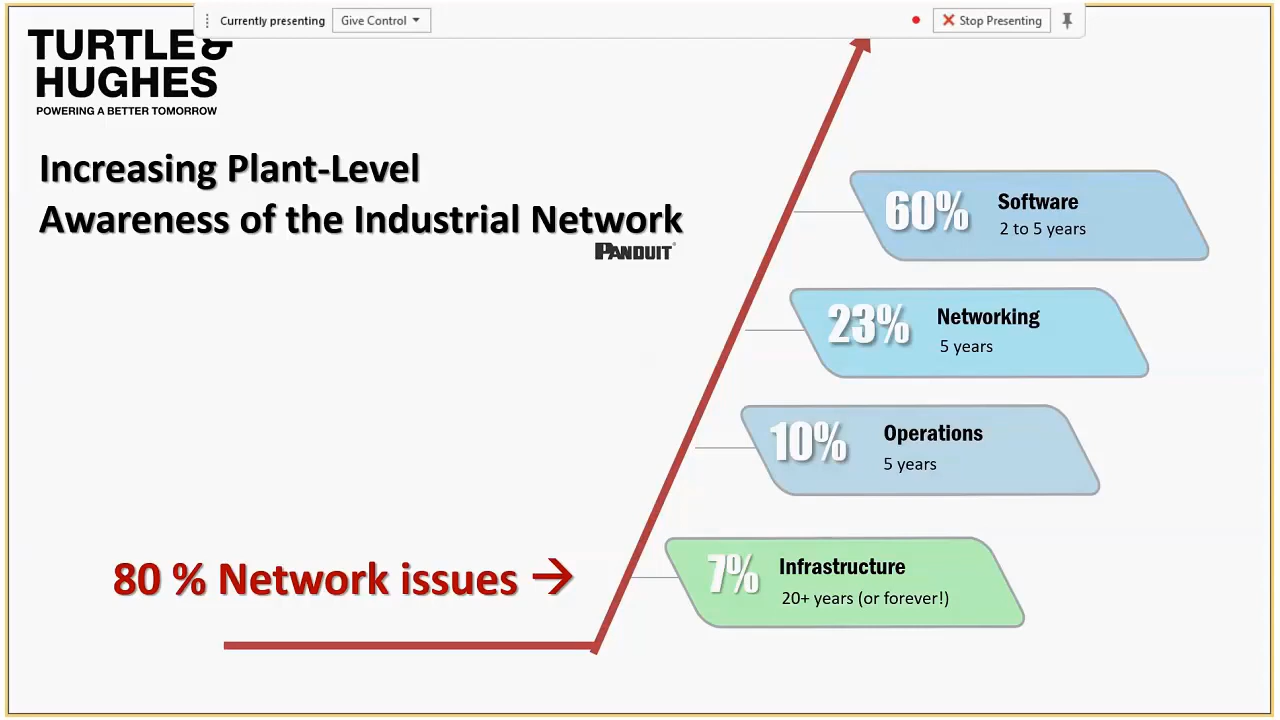 Currently presenting
Give Control
Stop Presenting
TURTLE &
HUGHES
POWERING A BETTER TOMORROW
Increasing Plant-Level
Awareness of the Industrial Network
PANDUIT
60%
Software
2 to 5 years
23%
Networking
5 years
10%
Operations
5 years
80 % Network issues →
7%
Infrastructure
20+ years (or forever!)